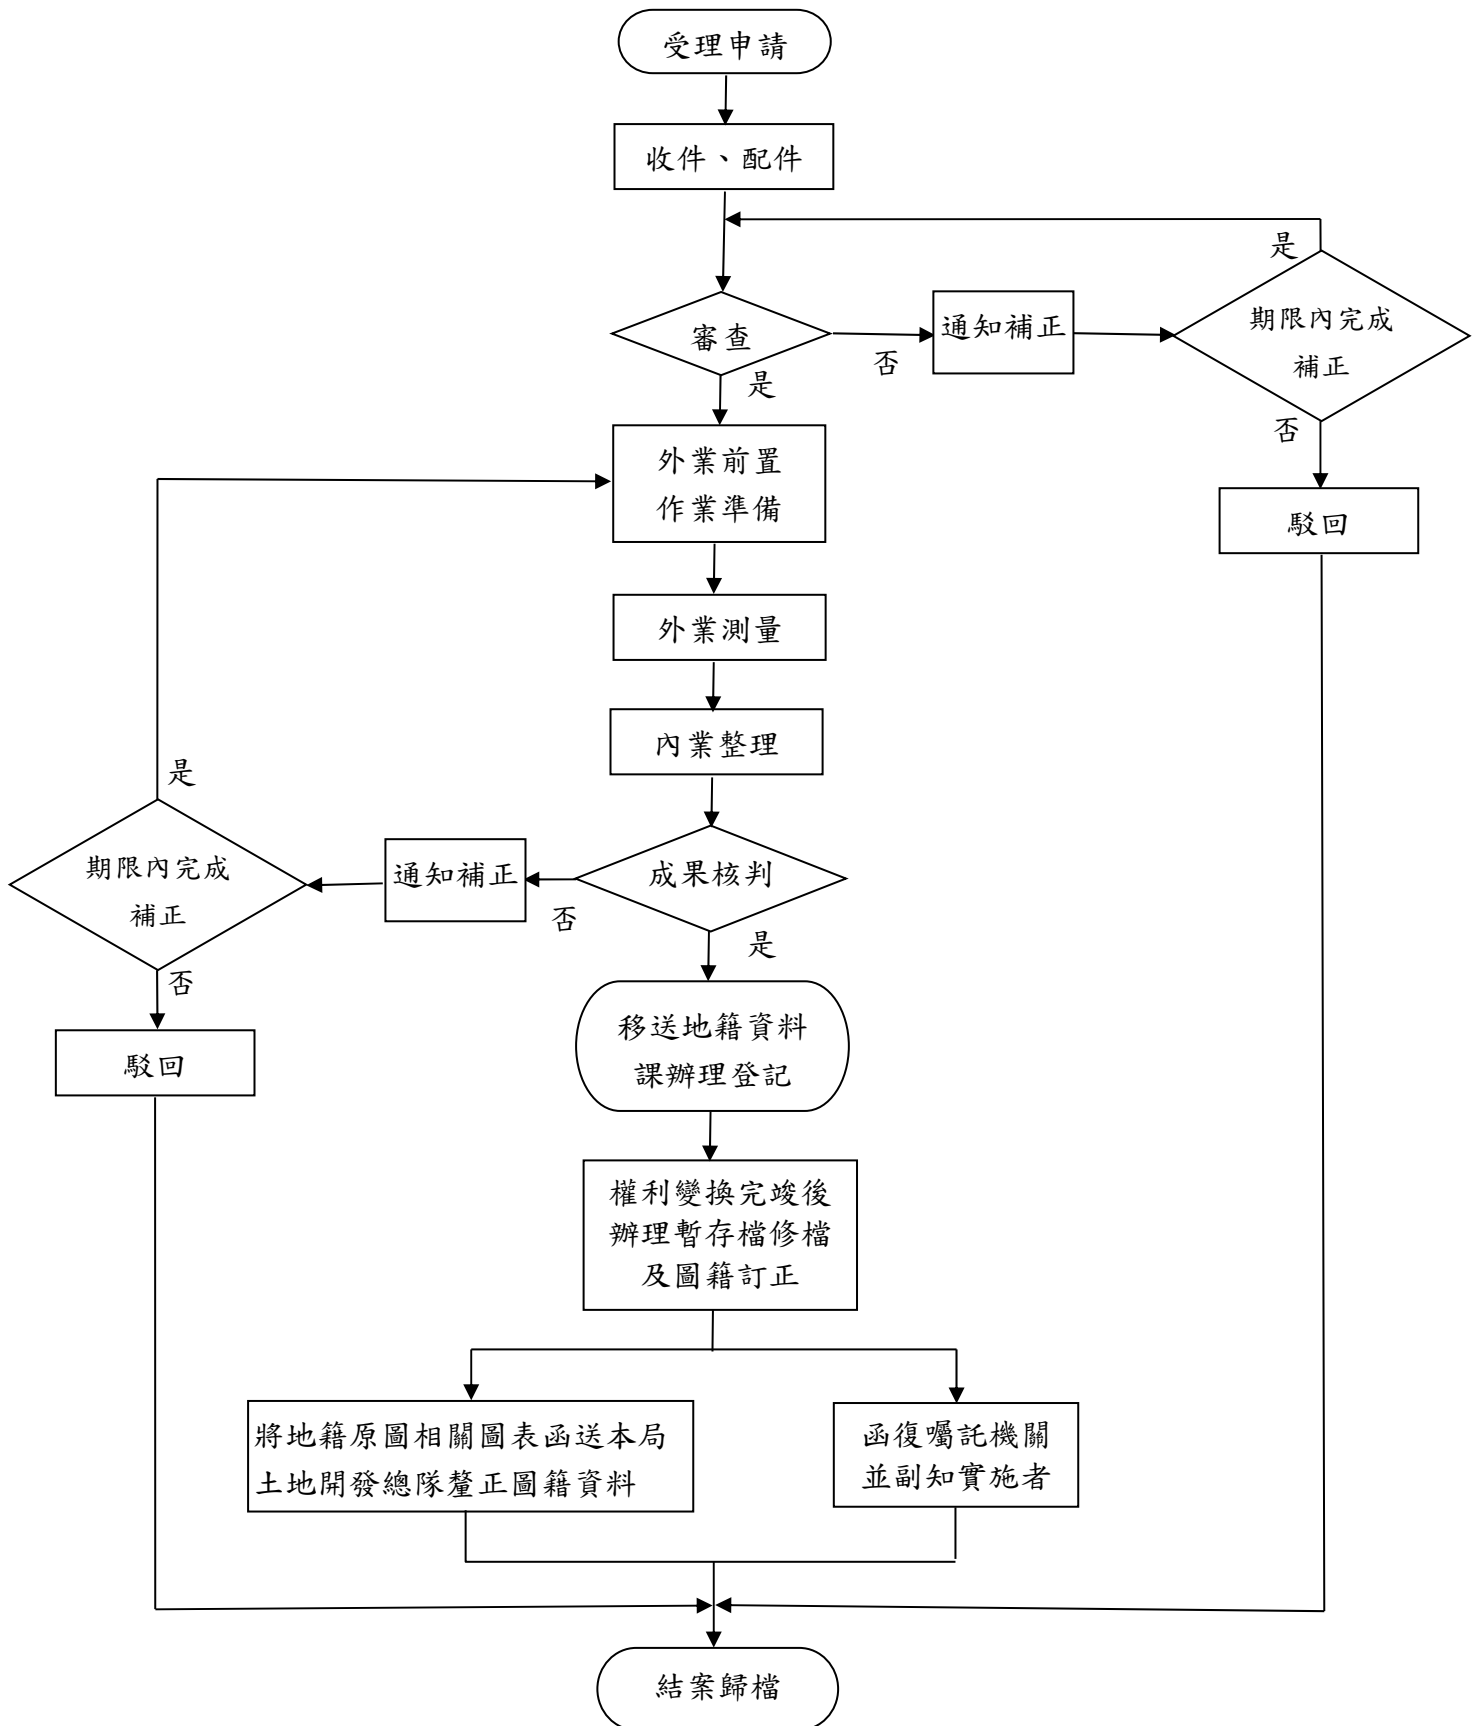 受理申請
收件、配件
是
審查
否
通知補正
期限內完成
補正
是
否
外業前置
作業準備
駁回
外業測量
內業整理
是
期限內完成
補正
通知補正
成果核判
否
是
否
移送地籍資料
課辦理登記
駁回
權利變換完竣後
辦理暫存檔修檔
及圖籍訂正
將地籍原圖相關圖表函送本局
土地開發總隊釐正圖籍資料
函復囑託機關
並副知實施者
結案歸檔